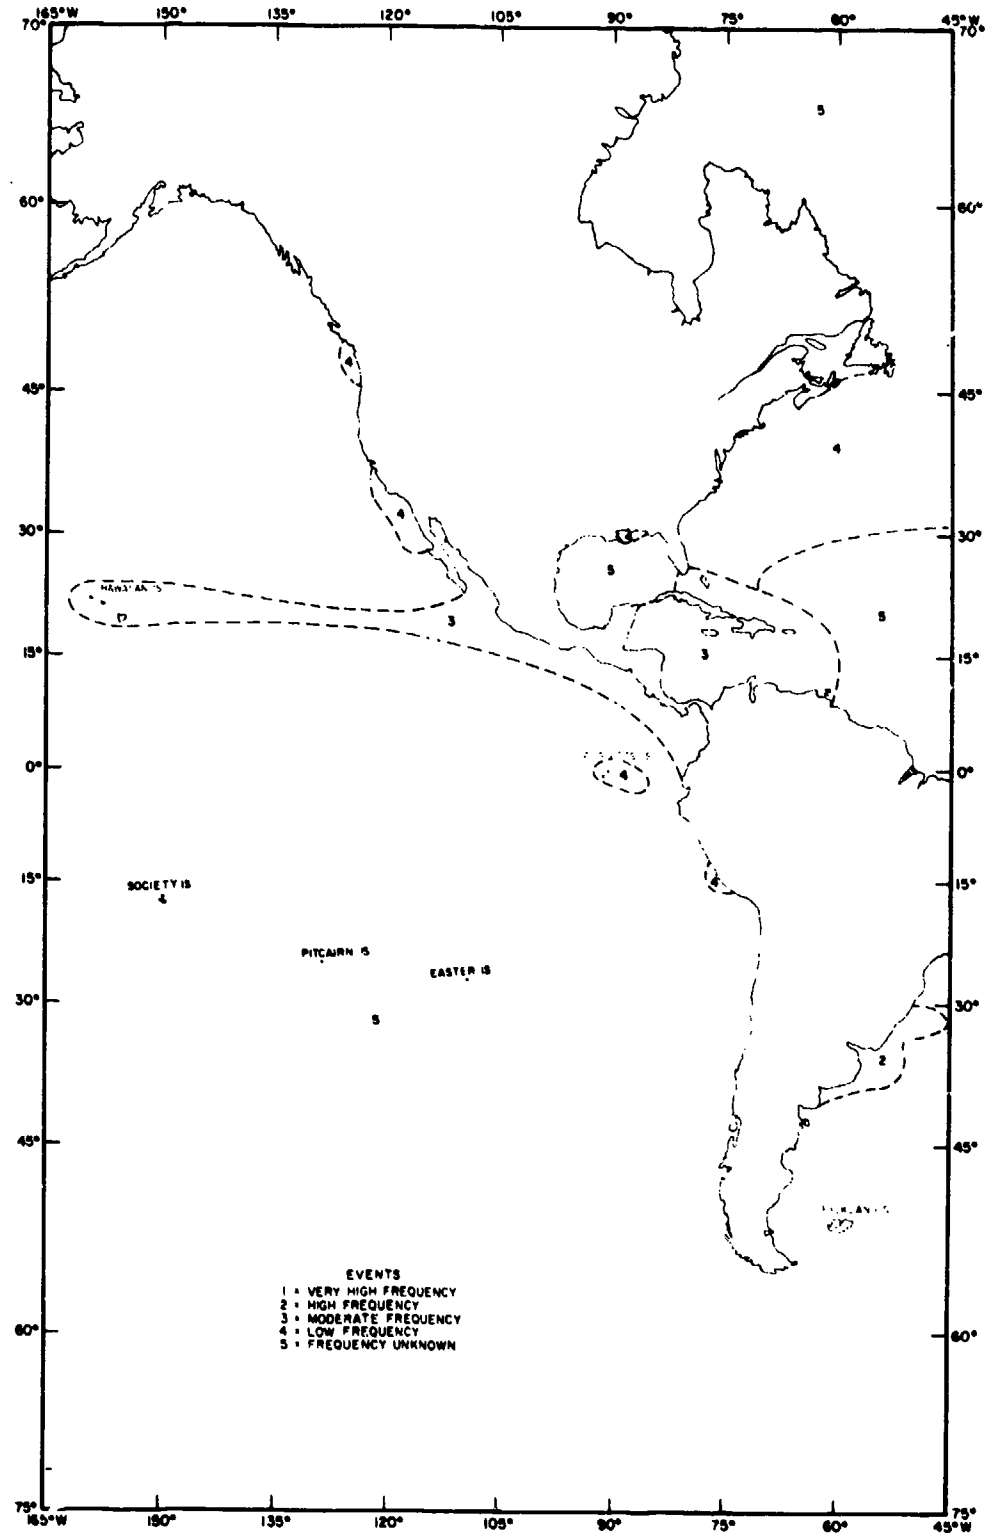 165°W 150° 135° 120° 105° 90° 75° 60° 45°W
70° 70°
5
60° 60°
4
45° 45°
4
4
30° 30°
5
HAWAIIAN IS
5
3
15° 3 15°
0° 0°
4
15° SOCIETY IS 4 15°
PITCAIRN IS
EASTER IS
30° 30°
5
2
45° 45°
EVENTS
1 = VERY HIGH FREQUENCY
2 = HIGH FREQUENCY
3 = MODERATE FREQUENCY
4 = LOW FREQUENCY
5 = FREQUENCY UNKNOWN
60° 60°
75° 75°
165°W 150° 135° 120° 105° 90° 75° 60° 45°W